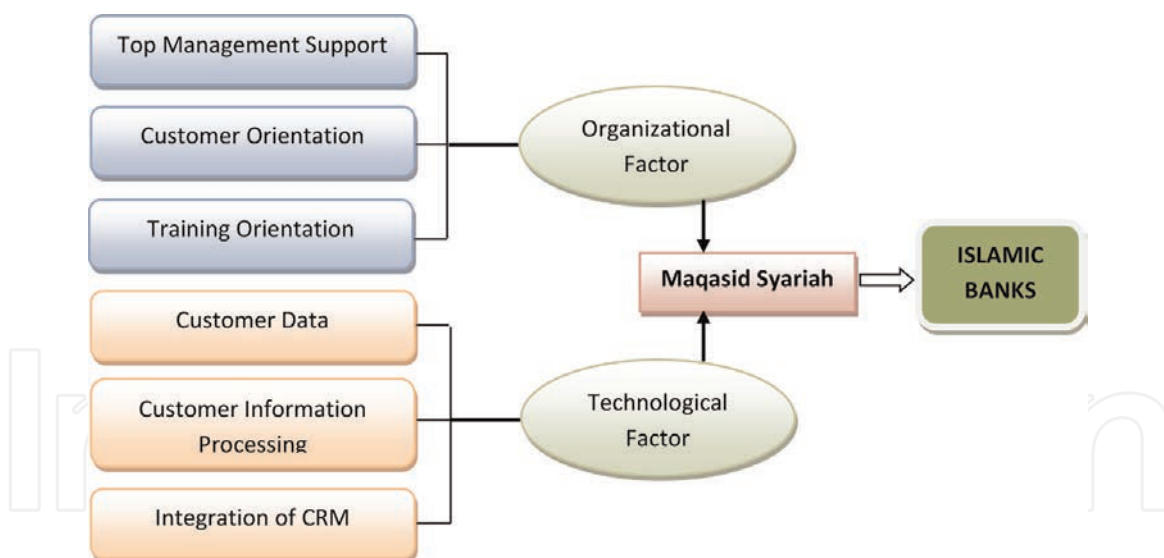 Top Management Support
Customer Orientation
Training Orientation
Customer Data
Customer Information
Processing
Integration of CRM
Organizational
Factor
Technological
Factor
Maqasid Syariah
ISLAMIC
BANKS